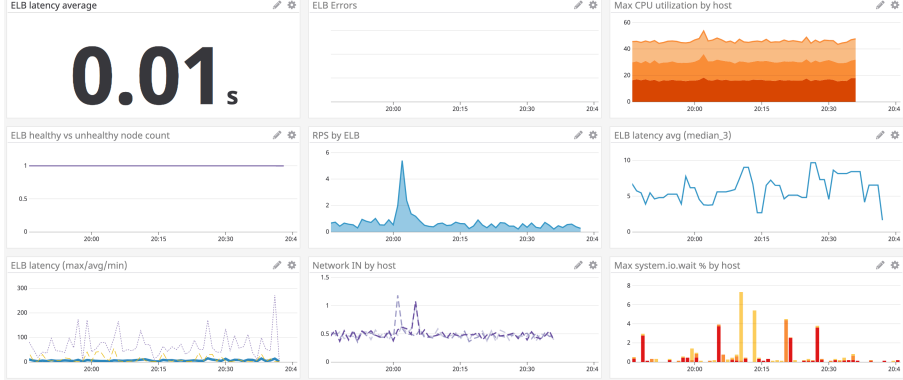 ELB latency average
0.01 s
ELB Errors
20:00 20:15 20:30 20:4
Max CPU utilization by host
60
40
20
0
20:00 20:15 20:30 20:4
ELB healthy vs unhealthy node count
1
0.5
0
20:00 20:15 20:30 20:4
RPS by ELB
6
4
2
0
20:00 20:15 20:30 20:4
ELB latency avg (median_3)
10
5
0
20:00 20:15 20:30 20:4
ELB latency (max/avg/min)
300
200
100
0
20:00 20:15 20:30 20:4
Network IN by host
1.5
1
0.5
0
20:00 20:15 20:30 20:4
Max system.io.wait % by host
8
6
4
2
0
20:00 20:15 20:30 20:4